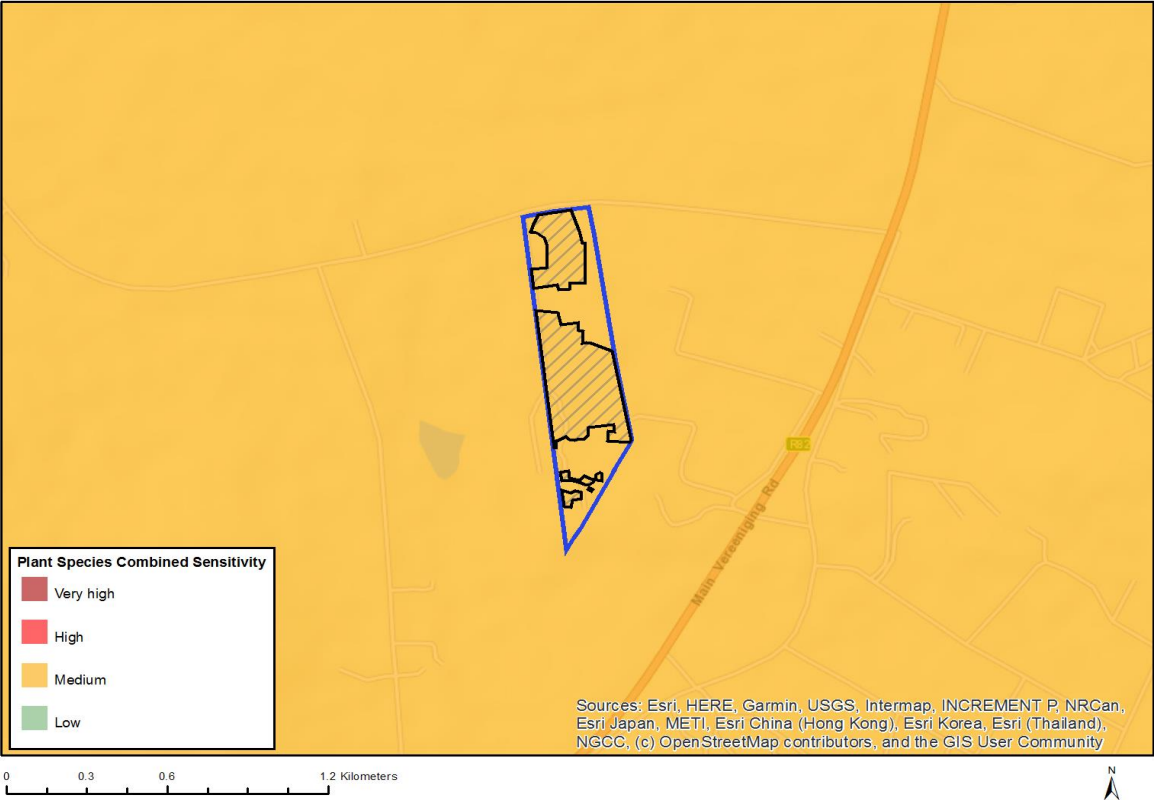 R82
Main Vereeniging Rd
Plant Species Combined Sensitivity
Very high
High
Medium
Low
Sources: Esri, HERE, Garmin, USGS, Intermap, INCREMENT P, NRCan,
Esri Japan, METI, Esri China (Hong Kong), Esri Korea, Esri (Thailand),
NGCC, (c) OpenStreetMap contributors, and the GIS User Community
0 0.3 0.6 1.2 Kilometers
N